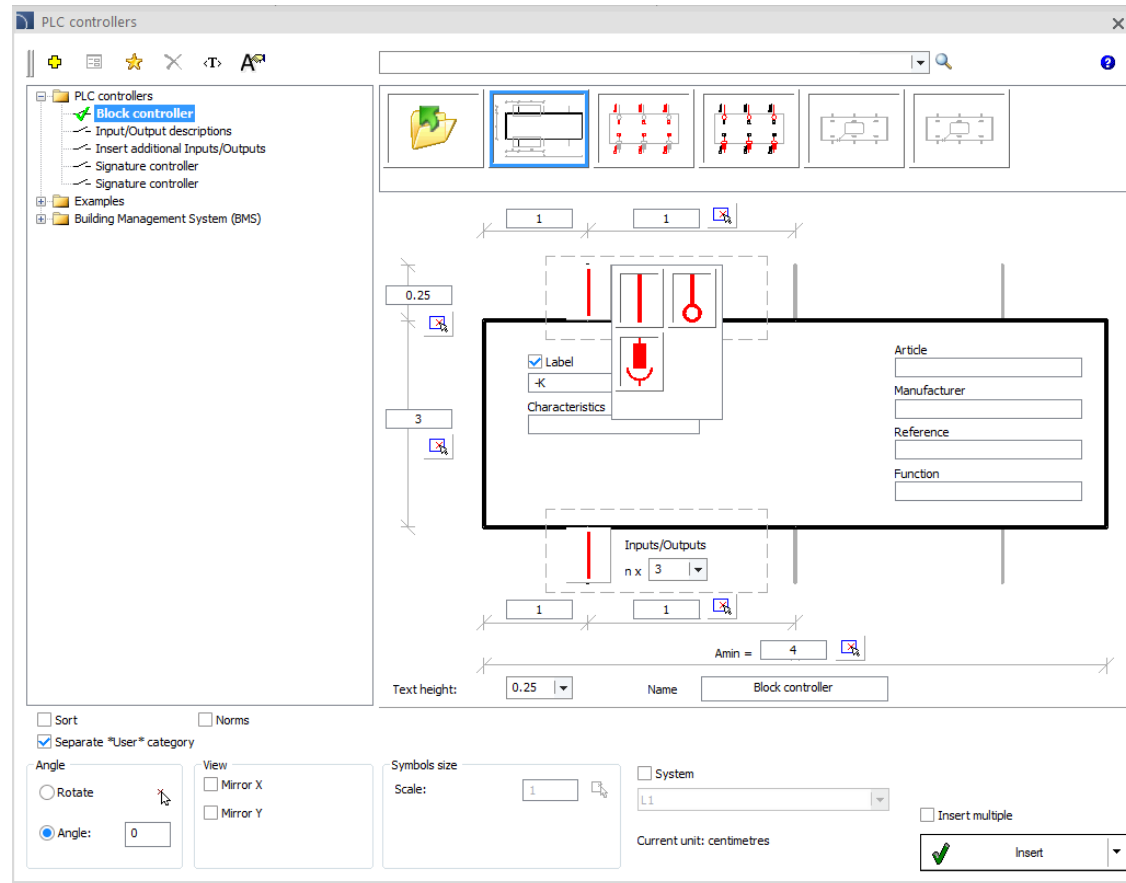 PLC controllers
<T>
A
PLC controllers
Block controller
Input/Output descriptions
Insert additional Inputs/Outputs
Signature controller
Signature controller
Examples
Building Management System (BMS)
1 1
0.25
Label
-K
Characteristics
3
Article
Manufacturer
Reference
Function
Inputs/Outputs
n x 3
1 1
Amin = 4
Text height: 0.25 Name Block controller
Sort Norms
Separate *User* category
Angle
Rotate
Angle: 0
View
Mirror X
Mirror Y
Symbols size
Scale: 1
System
L1
Current unit: centimetres
Insert multiple
Insert